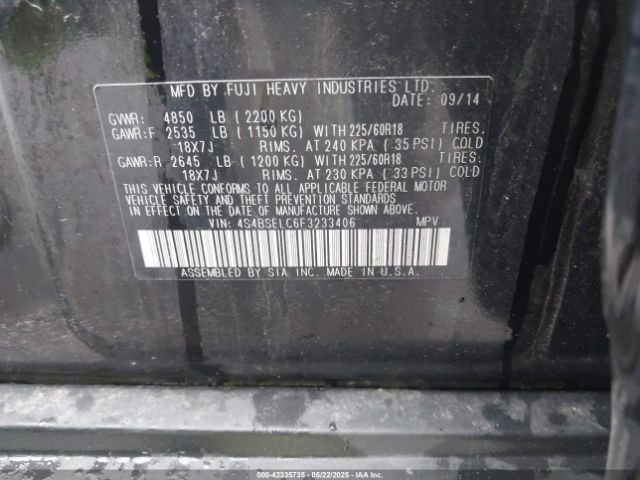 MFD BY FUJI HEAVY INDUSTRIES LTD.
DATE: 09/14
GVWR: 4850 LB (2200 KG)
GAWR:F 2535 LB (1150 KG) WITH 225/60R18 TIRES.
18X7J RIMS. AT 240 KPA (35 PSI) COLD
GAWR:R 2645 LB (1200 KG) WITH 225/60R18 TIRES.
18X7J RIMS. AT 230 KPA (33 PSI) COLD
THIS VEHICLE CONFORMS TO ALL APPLICABLE FEDERAL MOTOR
VEHICLE SAFETY AND THEFT PREVENTION STANDARDS IN
EFFECT ON THE DATE OF MANUFACTURE SHOWN ABOVE.
VIN: 4S4BSELC6F3233406 MPV
ASSEMBLED BY SIA INC. MADE IN U.S.A.
000-42335735 - 05/22/2025 - COPYRIGHT IAA, LLC.